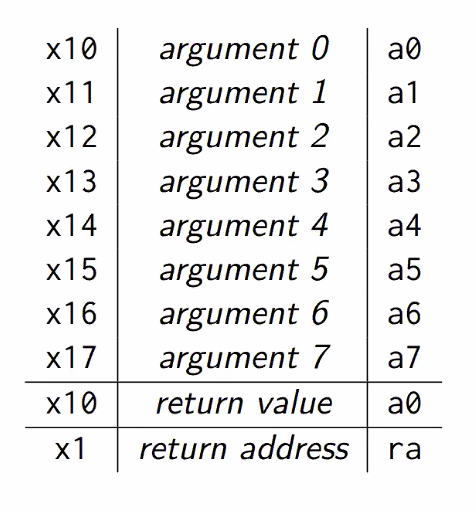 x10 argument 0 a0
x11 argument 1 a1
x12 argument 2 a2
x13 argument 3 a3
x14 argument 4 a4
x15 argument 5 a5
x16 argument 6 a6
x17 argument 7 a7
x10 return value a0
x1 return address ra